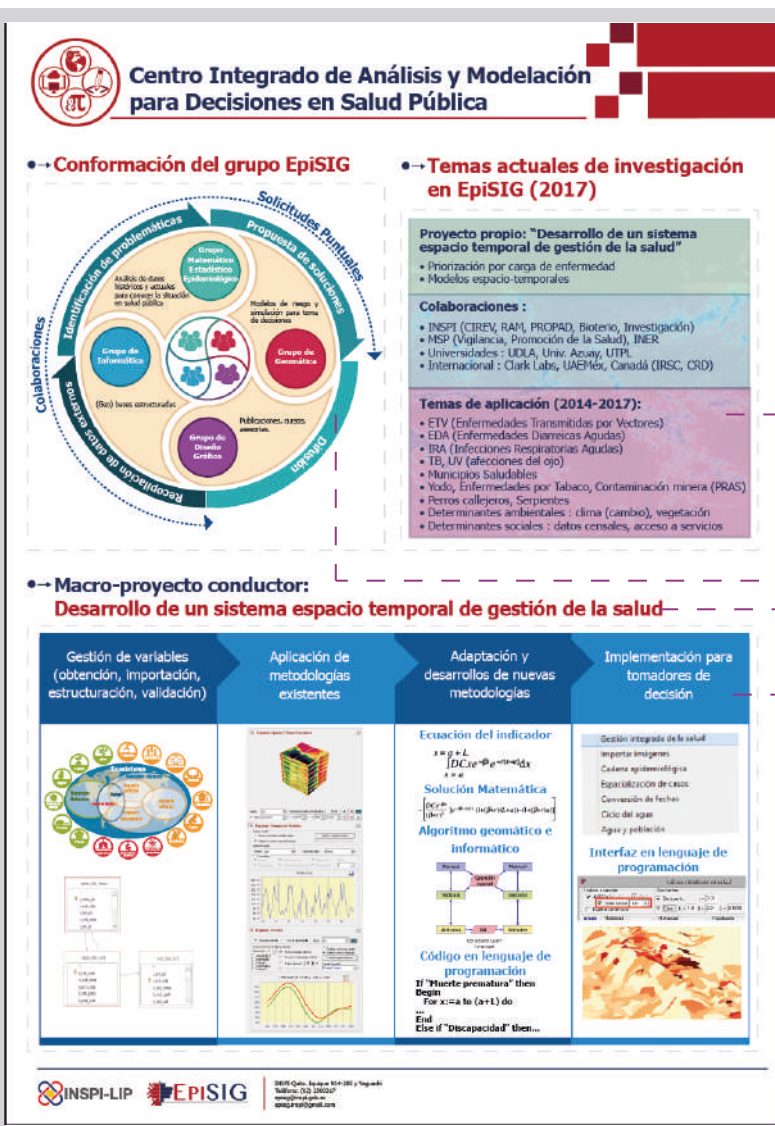 Centro Integrado de Análisis y Modelación
para Decisiones en Salud Pública
Conformación del grupo EpiSIG
Solicitudes Puntuales
Colaboraciones
Identificación de problemáticas
Propuesta de soluciones
Difusión
Recopilación de datos externos
Grupo
Matemático
Estadístico
Epidemiológico
Análisis de datos
históricos y actuales
para conocer la situación
en salud pública
Modelos de riesgo y
simulación para toma
de decisiones
Grupo de
Informática
Grupo de
Geomática
(Geo) bases estructuradas
Publicaciones, cursos,
Grupo de
Diseño
Gráfico
Temas actuales de investigación
en EpiSIG (2017)
Proyecto propio: “Desarrollo de un sistema
espacio temporal de gestión de la salud”
• Priorización por carga de enfermedad
• Modelos espacio-temporales
Colaboraciones :
• INSPI (CIREV, RAM, PROPAD, Bioterio, Investigación)
• MSP (Vigilancia, Promoción de la Salud), INER
• Universidades : UDLA, Univ. Azuay, UTPL
• Internacional : Clark Labs, UAEMéx, Canadá (IRSC, CRD)
Temas de aplicación (2014-2017):
• ETV (Enfermedades Transmitidas por Vectores)
• EDA (Enfermedades Diarreicas Agudas)
• IRA (Infecciones Respiratorias Agudas)
• TB, UV (afecciones del ojo)
• Municipios Saludables
• Yodo, Enfermedades por Tabaco, Contaminación minera (PRAS)
• Perros callejeros, Serpientes
• Determinantes ambientales : clima (cambio), vegetación
• Determinantes sociales : datos censales, acceso a servicios
Macro-proyecto conductor:
Desarrollo de un sistema espacio temporal de gestión de la salud
Gestión de variables
(obtención, importación,
estructuración, validación)
Aplicación de
metodologías
existentes
Adaptación y
desarrollos de nuevas
metodologías
Implementación para
tomadores de
decisión
Ecosistema
Ecuación del indicador
Solución Matemática
Algoritmo geomático e
informático
Código en lenguaje de
programación
If "Muerte prematura" then
Begin
For x:=a to (a+1) do
...
End
Else if "Discapacidad" then...
Gestión integrada de la salud
Importar imágenes
Cadena epidemiológica
Espacialización de casos
Conversión de fechas
Ciclo del agua
Agua y población
Interfaz en lenguaje de
programación
INSPI-LIP
EPISIG